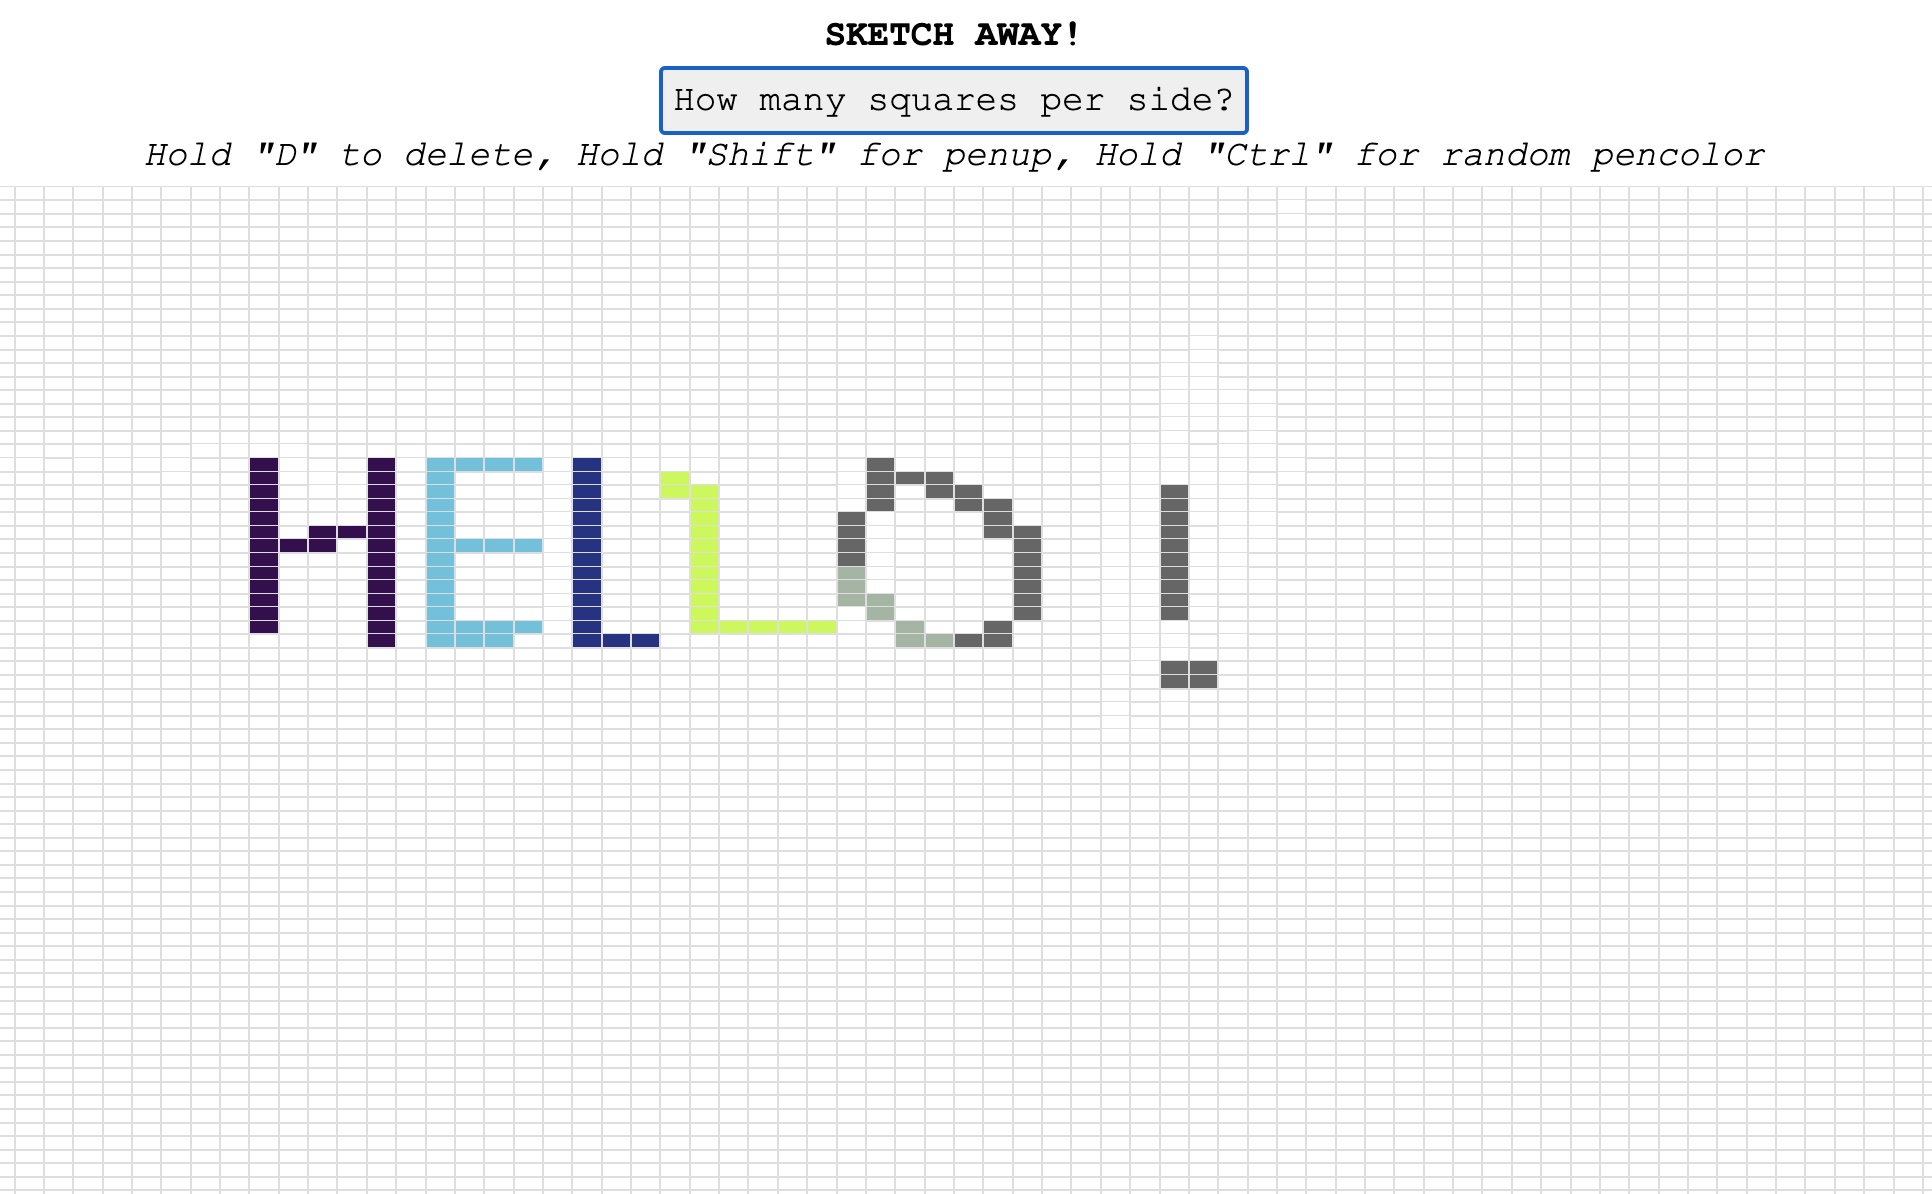 SKETCH AWAY!
How many squares per side?
Hold "D" to delete, Hold "Shift" for penup, Hold "Ctrl" for random pencolor
HELLO!